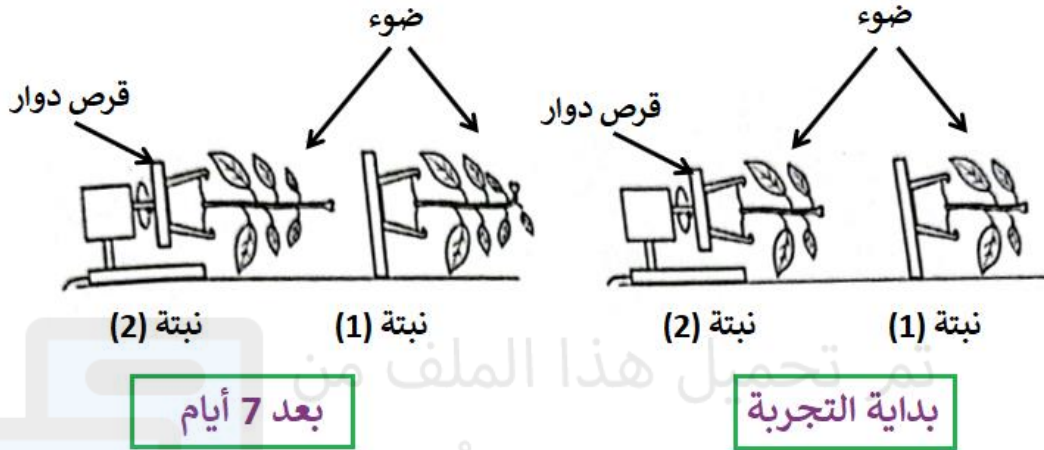 ضوء
قرص دوار
نبتة (1)
نبتة (2)
بداية التجربة
ضوء
قرص دوار
نبتة (1)
نبتة (2)
بعد 7 أيام
تم تحميل هذا الملف من